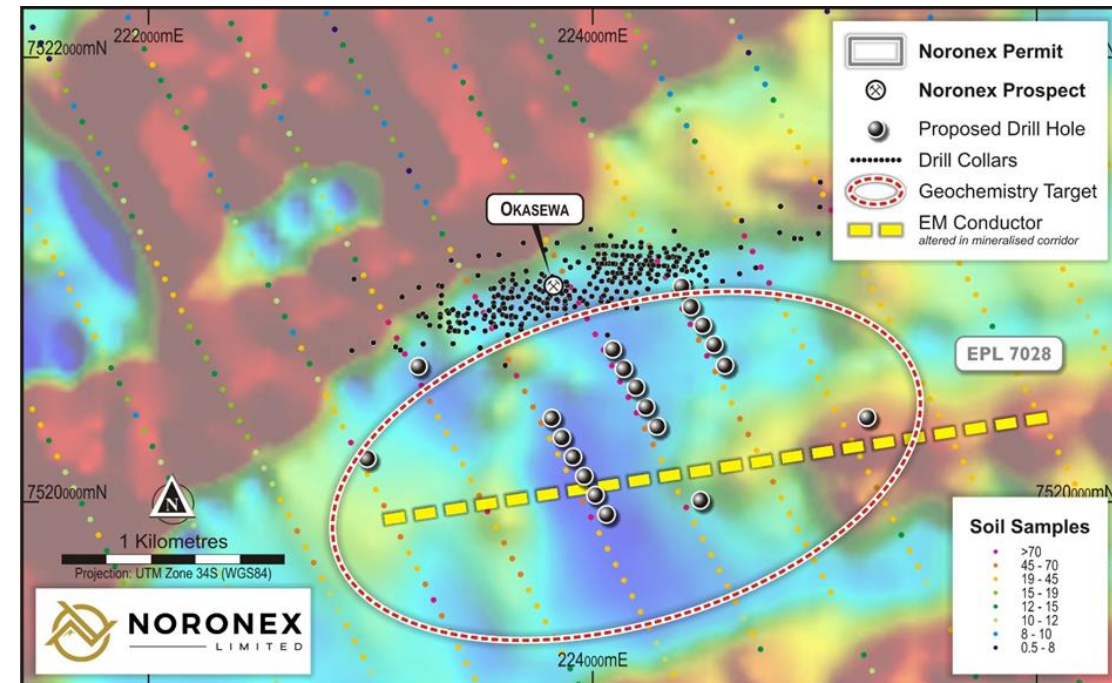 222000mE
224000mE
7522000mN
Noronex Permit
Noronex Prospect
Proposed Drill Hole
Drill Collars
Geochemistry Target
EM Conductor
altered in mineralised corridor
OKASEWA
EPL 7028
7520000mN
7520000mN
N
1 Kilometres
Projection: UTM Zone 34S (WGS84)
NORONEX
LIMITED
224000mE
Soil Samples
>70
45 - 70
19 - 45
15 - 19
12 - 15
10 - 12
8 - 10
0.5 - 8